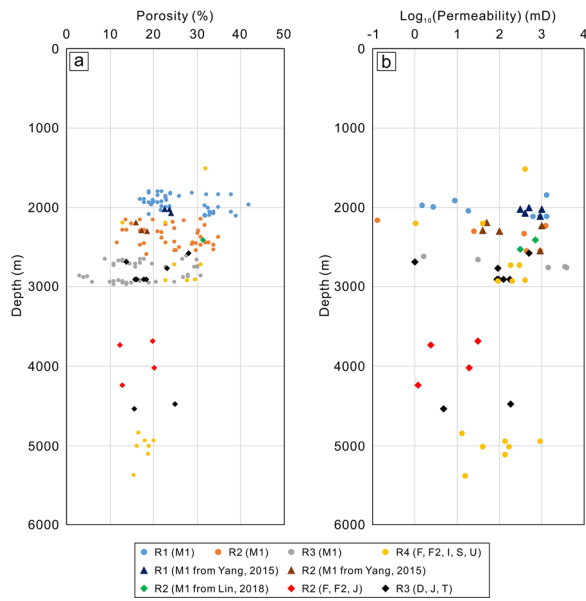 Porosity (%)
0 10 20 30 40 50
a
0
1000
2000
3000
4000
5000
6000
Depth (m)
Log₁₀(Permeability) (mD)
-1 0 1 2 3 4
b
0
1000
2000
3000
4000
5000
6000
Depth (m)
R1 (M1) R2 (M1) R3 (M1) R4 (F, F2, I, S, U)
R1 (M1 from Yang, 2015) R2 (M1 from Yang, 2015)
R2 (M1 from Lin, 2018) R2 (F, F2, J) R3 (D, J, T)